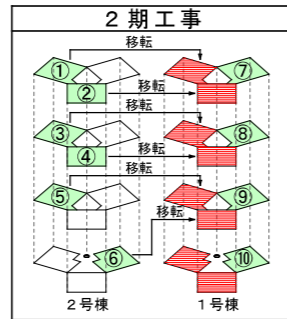 2期工事
移転
① ⑦
② 移転
移転
③ ⑧
④ 移転
移転
⑤ ⑨
移転
⑥ ⑩
2号棟 1号棟